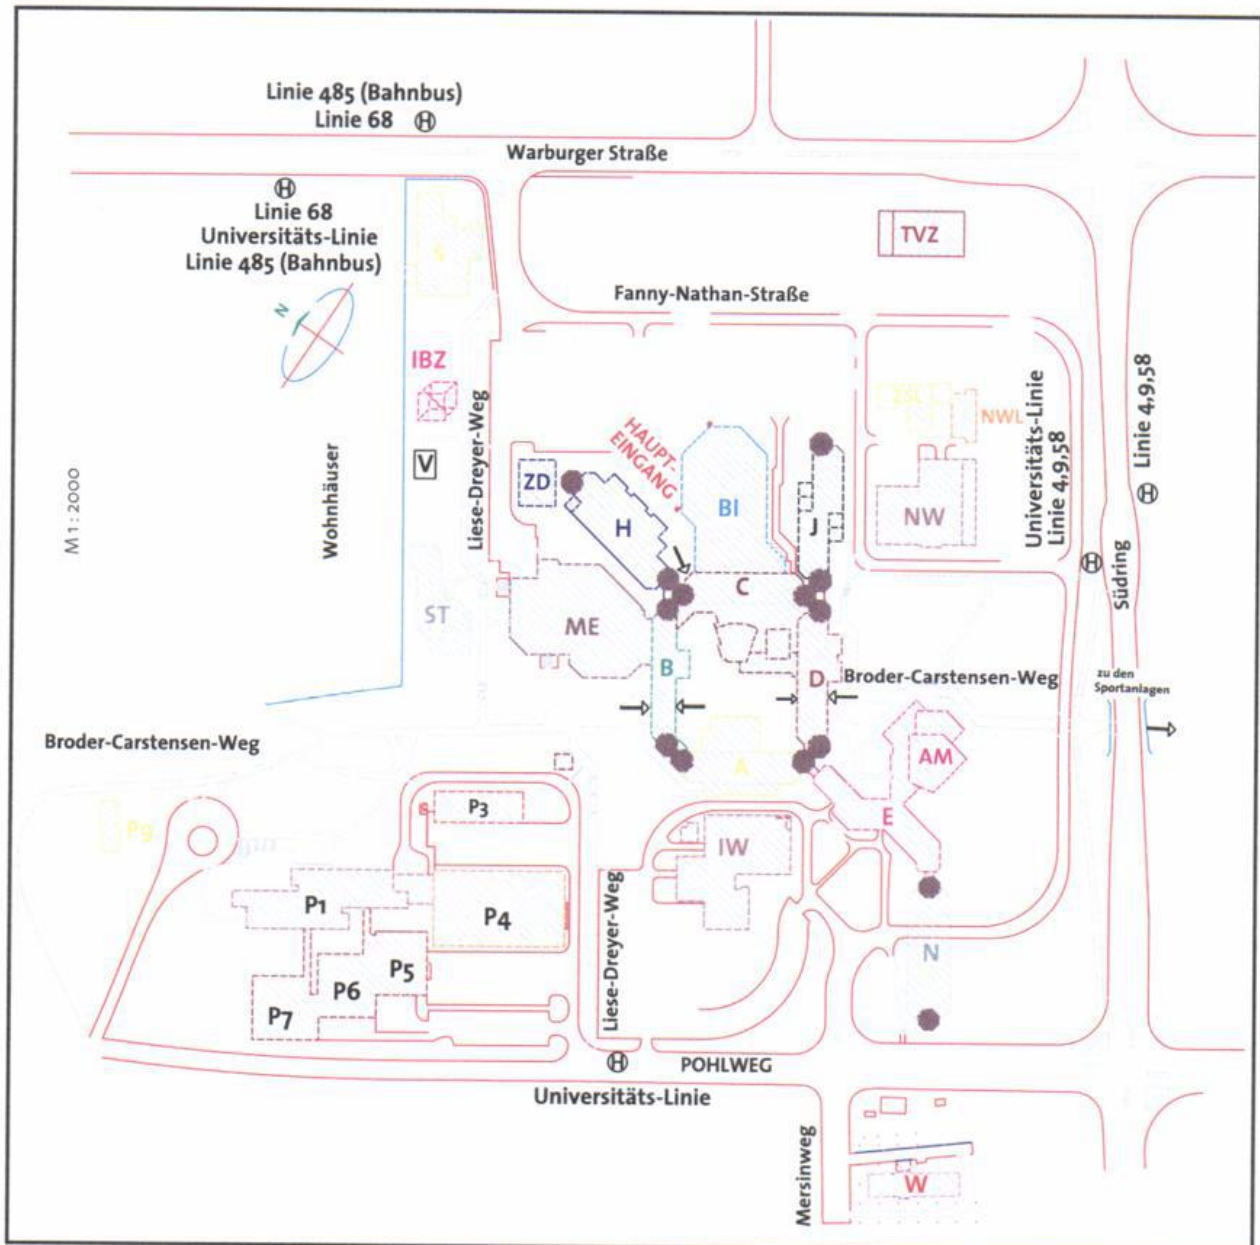 Linie 485 (Bahnbus)
Linie 68 H
Warburger Straße
H
Linie 68
Universitäts-Linie
Linie 485 (Bahnbus)
S
TVZ
N
Fanny-Nathan-Straße
IBZ
Liese-Dreyer-Weg
HAUPT-
EINGANG
ZSL
NWL
Universitäts-Linie
Linie 4,9,58
Linie 4,9,58
H
V
ZD
H
BI
J
NW
M 1 : 2000
Wohnhäuser
H
Südring
ST
ME
C
B
D
Broder-Carstensen-Weg
zu den
Sportanlagen
Broder-Carstensen-Weg
A
AM
P9
P3
E
IW
P1
P4
Liese-Dreyer-Weg
N
P5
P6
P7
H
POHLWEG
Universitäts-Linie
Mersinweg
W